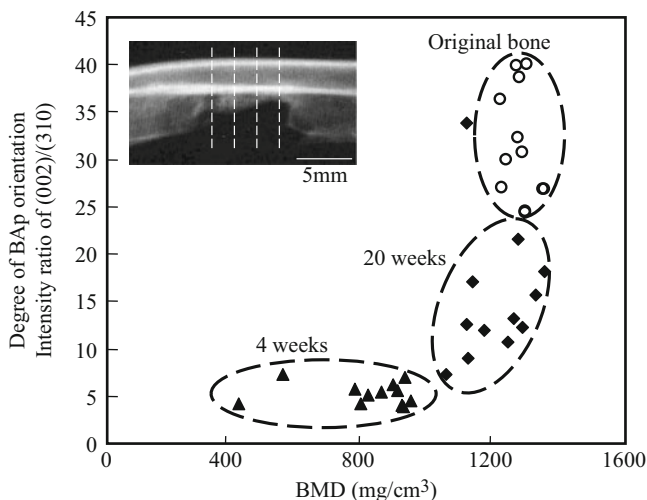 45
40
35
30
25
20
15
10
5
0
Degree of BAp orientation
Intensity ratio of (002)/(310)
Original bone
5mm
20 weeks
4 weeks
0 400 800 1200 1600
BMD (mg/cm³)